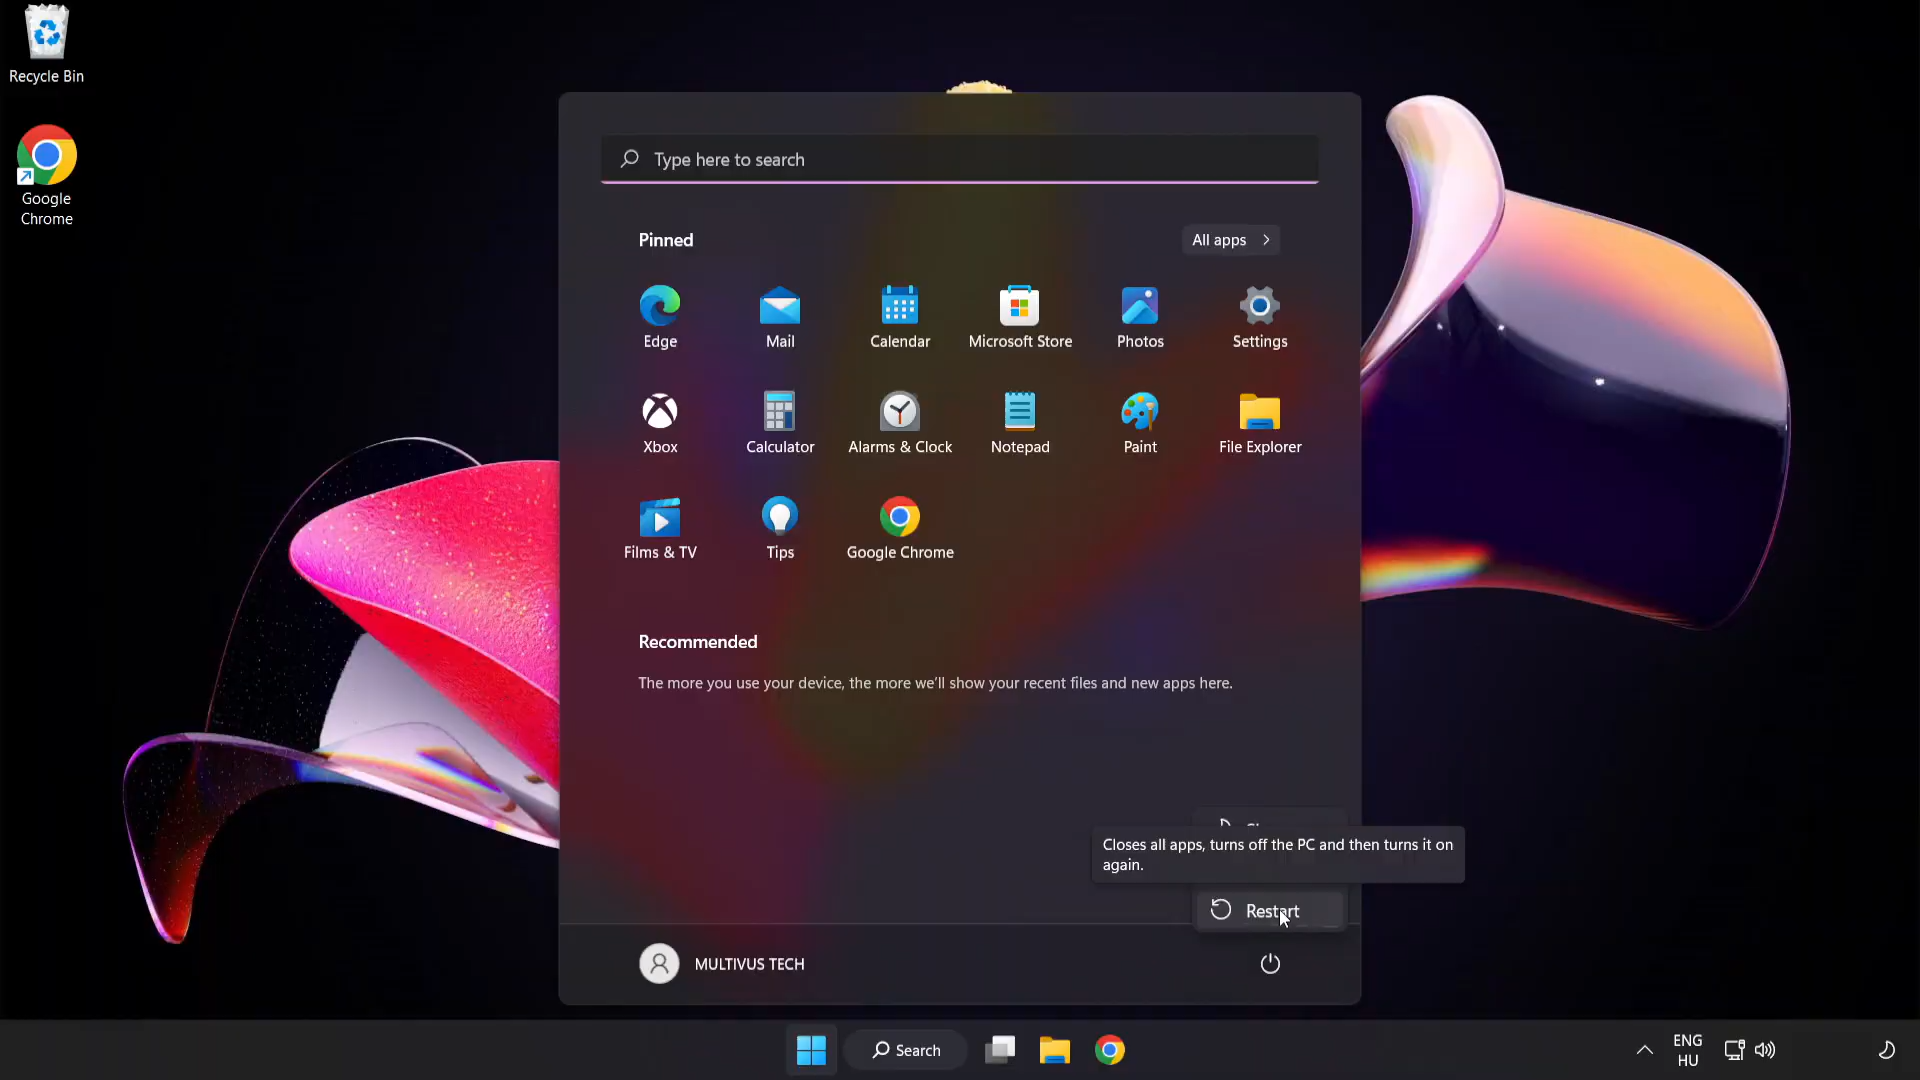 Recycle Bin
Google
Chrome
Type here to search
Pinned
All apps
Edge
Mail
Calendar
Microsoft Store
Photos
Settings
Xbox
Calculator
Alarms & Clock
Notepad
Paint
File Explorer
Films & TV
Tips
Google Chrome
Recommended
The more you use your device, the more we'll show your recent files and new apps here.
Closes all apps, turns off the PC and then turns it on
again.
Restart
MULTIVUS TECH
Search
ENG
HU